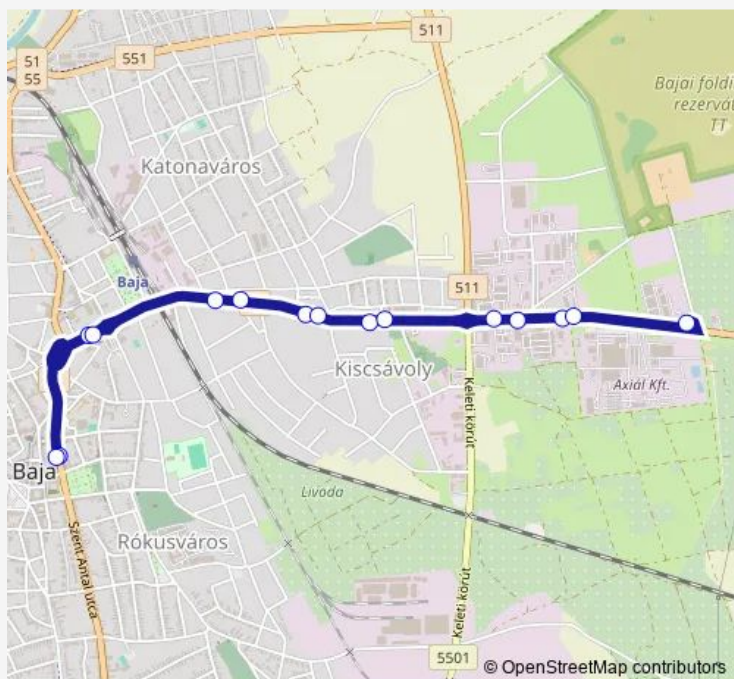 511
51
55
551
Bajai földi
rezervát
TT
Katonaváros
Baja
511
Kiscsávoly
Axiál Kft.
Keleti körút
Baja
Livoda
Szent Antal utca
Rókusváros
Keleti körút
5501
© OpenStreetMap contributors